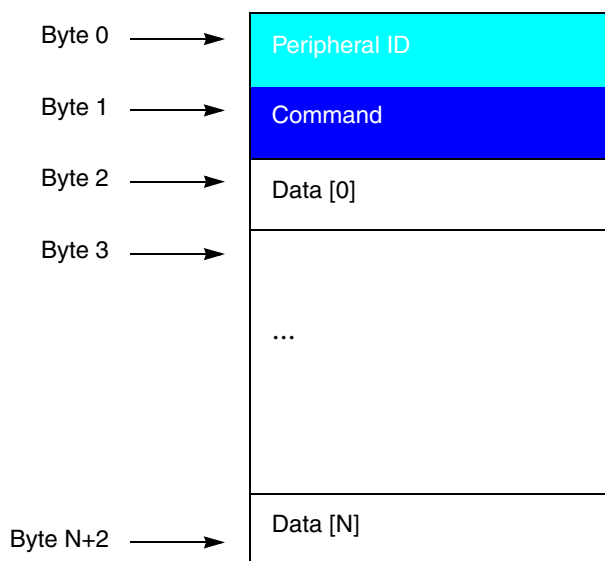 Byte 0
Peripheral ID
Byte 1
Command
Byte 2
Data [0]
Byte 3
...
Byte N+2
Data [N]